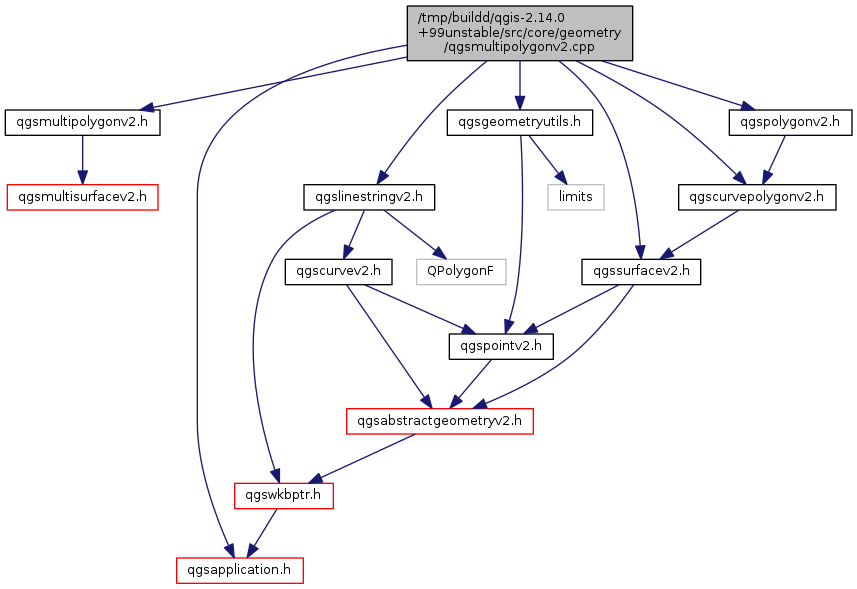 /tmp/buildd/qgis-2.14.0
+99unstable/src/core/geometry
/qgsmultipolygonv2.cpp
qgsmultipolygonv2.h
qgsgeometryutils.h
qgspolygonv2.h
qgsmultisurfacev2.h
qgslinestringv2.h
limits
qgscurvepolygonv2.h
qgscurvev2.h
QPolygonF
qgssurfacev2.h
qgspointv2.h
qgsabstractgeometryv2.h
qgswkbptr.h
qgsapplication.h